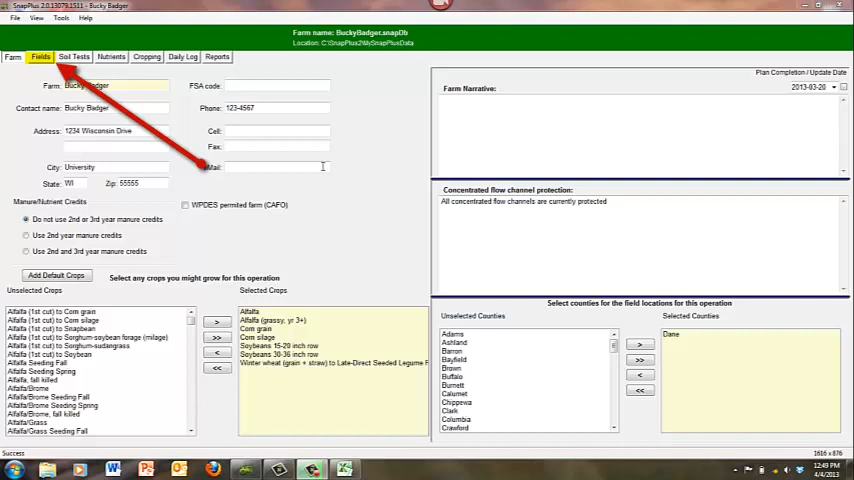 SnapPlus 2.0.13079.1511 - Bucky Badger
File View Tools Help
Farm name: BuckyBadger.snapDb
Location: C:\SnapPlus2\MySnapPlusData
Farm Fields Soil Tests Nutrients Cropping Daily Log Reports
Plan Completion / Update Date
Farm: Bucky Badger FSA code:
Farm Narrative: 2013-03-20
Contact name: Bucky Badger Phone: 123-4567
Address: 1234 Wisconsin Drive Cell:
Fax:
City: University Mail:
State: WI Zip: 55555
Concentrated flow channel protection:
All concentrated flow channels are currently protected
Manure/Nutrient Credits
WPDES permited farm (CAFO)
Do not use 2nd or 3rd year manure credits
Use 2nd year manure
Use 2nd and 3rd year manure credits
Add Default Crops Select any crops you might grow for this operation
Unselected Crops Selected Crops
Alfalfa (1st cut) to Corn grain
Alfalfa (1st cut) to Corn silage
Alfalfa (1st cut) to Snapbean
Alfalfa (1st cut) to Sorghum-soybean forage (milage)
Alfalfa (1st cut) to Sorghum-sudangrass
Alfalfa (1st cut) to Soybean
Alfalfa Seeding Fall
Alfalfa Seeding Spring
Alfalfa, fall killed
Alfalfa/Brome
Alfalfa/Brome Seeding Fall
Alfalfa/Brome Seeding Spring
Alfalfa/Brome, fall killed
Alfalfa/Grass
Alfalfa/Grass Seeding Fall
>
>>
<
<<
Alfalfa
Alfalfa (grassy, yr 3+)
Corn grain
Corn silage
Soybeans 15-20 inch row
Soybeans 30-36 inch row
Winter wheat (grain + straw) to Late-Direct Seeded Legume F
Select counties for the field locations for this operation
Unselected Counties Selected Counties
Adams
Ashland
Barron
Bayfield
Brown
Buffalo
Burnett
Calumet
Chippewa
Clark
Columbia
Crawford
>
>>
<
<<
Dane
Success 1616 x 876
12:49 PM
4/4/2013